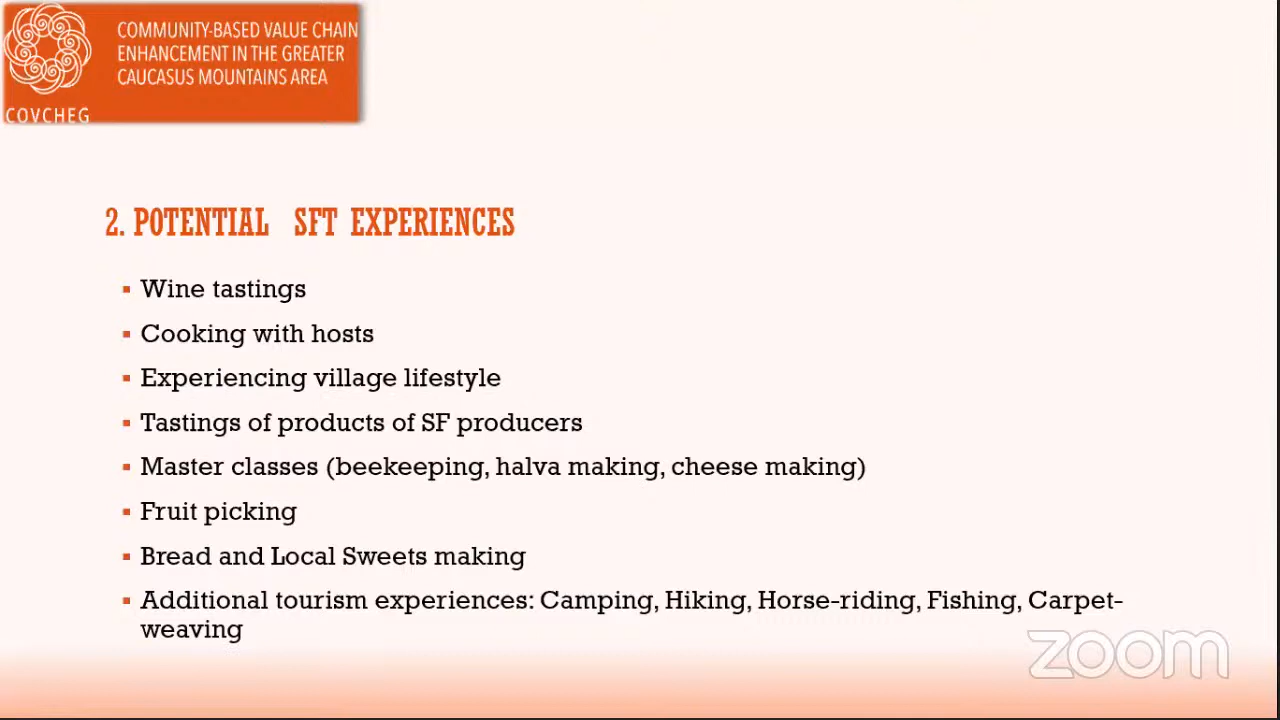 COMMUNITY-BASED VALUE CHAIN
ENHANCEMENT IN THE GREATER
CAUCASUS MOUNTAINS AREA
COVCHEG
2. POTENTIAL SFT EXPERIENCES
▪ Wine tastings
▪ Cooking with hosts
▪ Experiencing village lifestyle
▪ Tastings of products of SF producers
▪ Master classes (beekeeping, halva making, cheese making)
▪ Fruit picking
▪ Bread and Local Sweets making
▪ Additional tourism experiences: Camping, Hiking, Horse-riding, Fishing, Carpet-
weaving
zoom